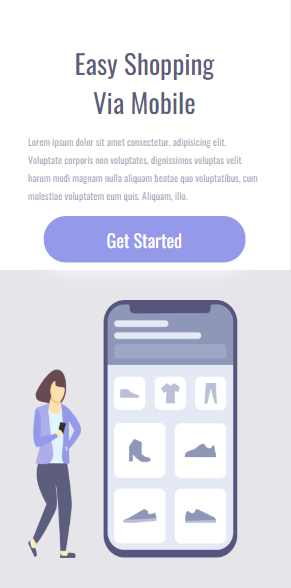 Easy Shopping
Via Mobile
Lorem ipsum dolor sit amet consectetur, adipisicing elit.
Voluptate corporis non voluptates, dignissimos voluptas velit
harum modi magnam nulla aliquam beatae quo voluptatibus, cum
molestiae voluptatem eum quis. Aliquam, illo.
Get Started